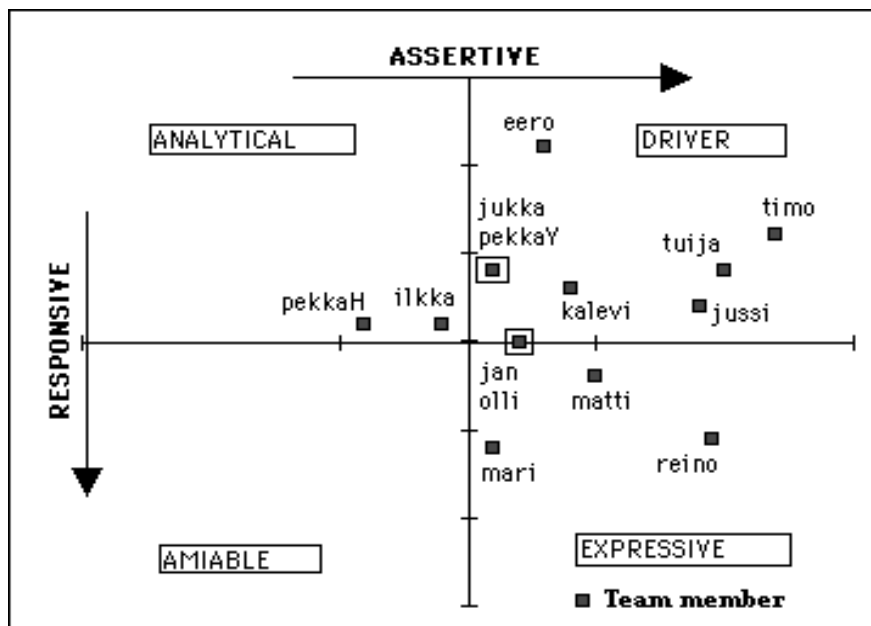 ASSERTIVE
eero
ANALYTICAL
DRIVER
jukka
timo
pekkaY
tuija
RESPONSIVE
pekkaH
ilkka
kalevi
jussi
jan
olli
matti
mari
reino
AMIABLE
EXPRESSIVE
Team member